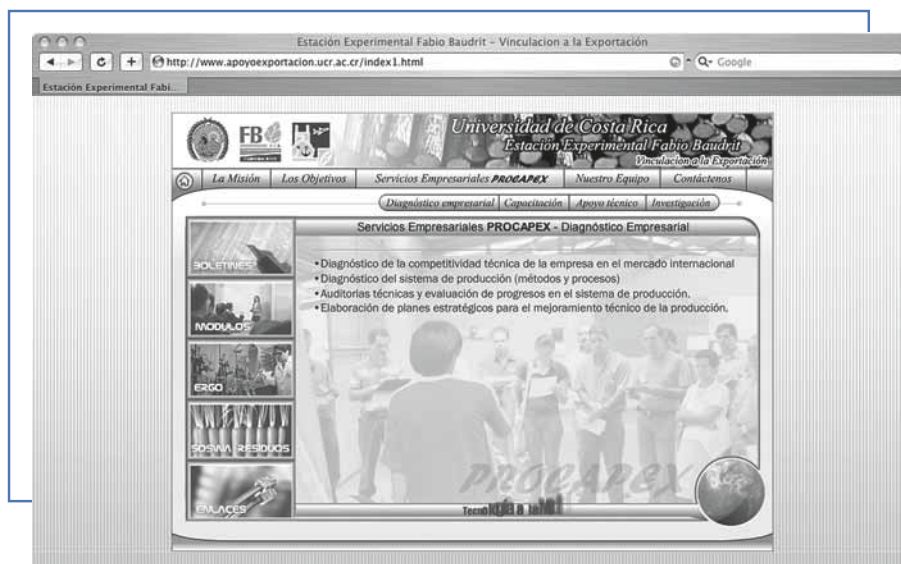 Estación Experimental Fabio Baudrit – Vinculacion a la Exportación
http://www.apoyoexportacion.ucr.ac.cr/index1.html
Google
Estación Experimental Fabi...
FB
Universidad de Costa Rica
Estación Experimental Fabio Baudrit
Vinculacion a la Exportación
La Misión Los Objetivos Servicios Empresariales PROCAPEX Nuestro Equipo Contáctenos
Diagnóstico empresarial Capacitación Apoyo técnico Investigación
Servicios Empresariales PROCAPEX - Diagnóstico Empresarial
BOLETINES
•Diagnóstico de la competitividad técnica de la empresa en el mercado internacional
•Diagnóstico del sistema de producción (métodos y procesos)
•Auditorias técnicas y evaluación de progresos en el sistema de producción.
•Elaboración de planes estratégicos para el mejoramiento técnico de la producción.
MODULOS
ERGO
RESIDUOS
ENLACES
PROCAPEX